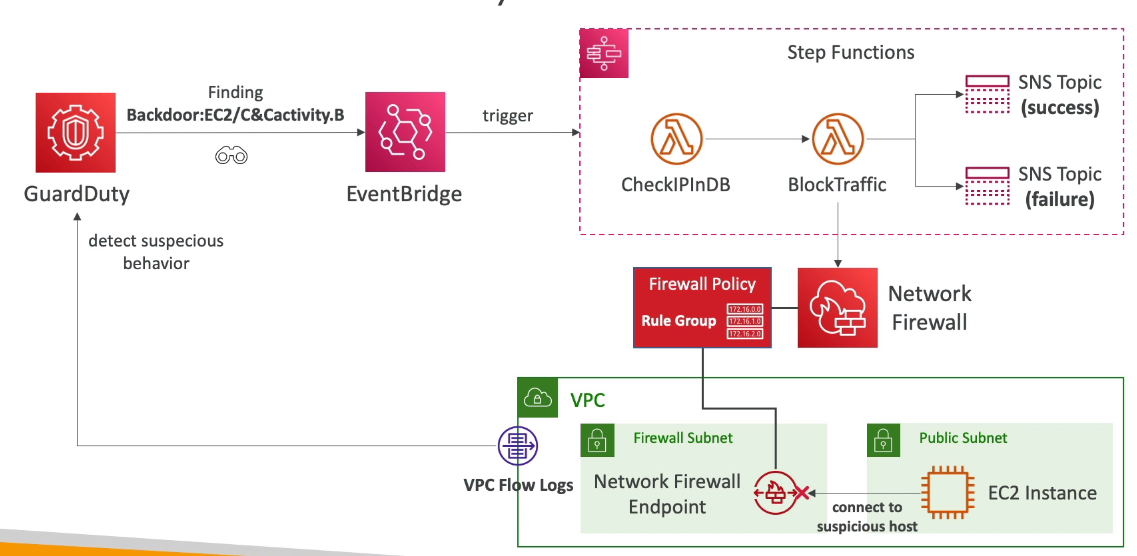 Step Functions
Finding
Backdoor:EC2/C&Cactivity.B
trigger
SNS Topic
(success)
GuardDuty
EventBridge
CheckIPInDB
BlockTraffic
SNS Topic
(failure)
detect suspecious
behavior
Firewall Policy
Rule Group
172.16.0.0
172.16.1.0
172.16.2.0
Network
Firewall
VPC
Firewall Subnet
Public Subnet
VPC Flow Logs
Network Firewall
Endpoint
EC2 Instance
connect to
suspicious host